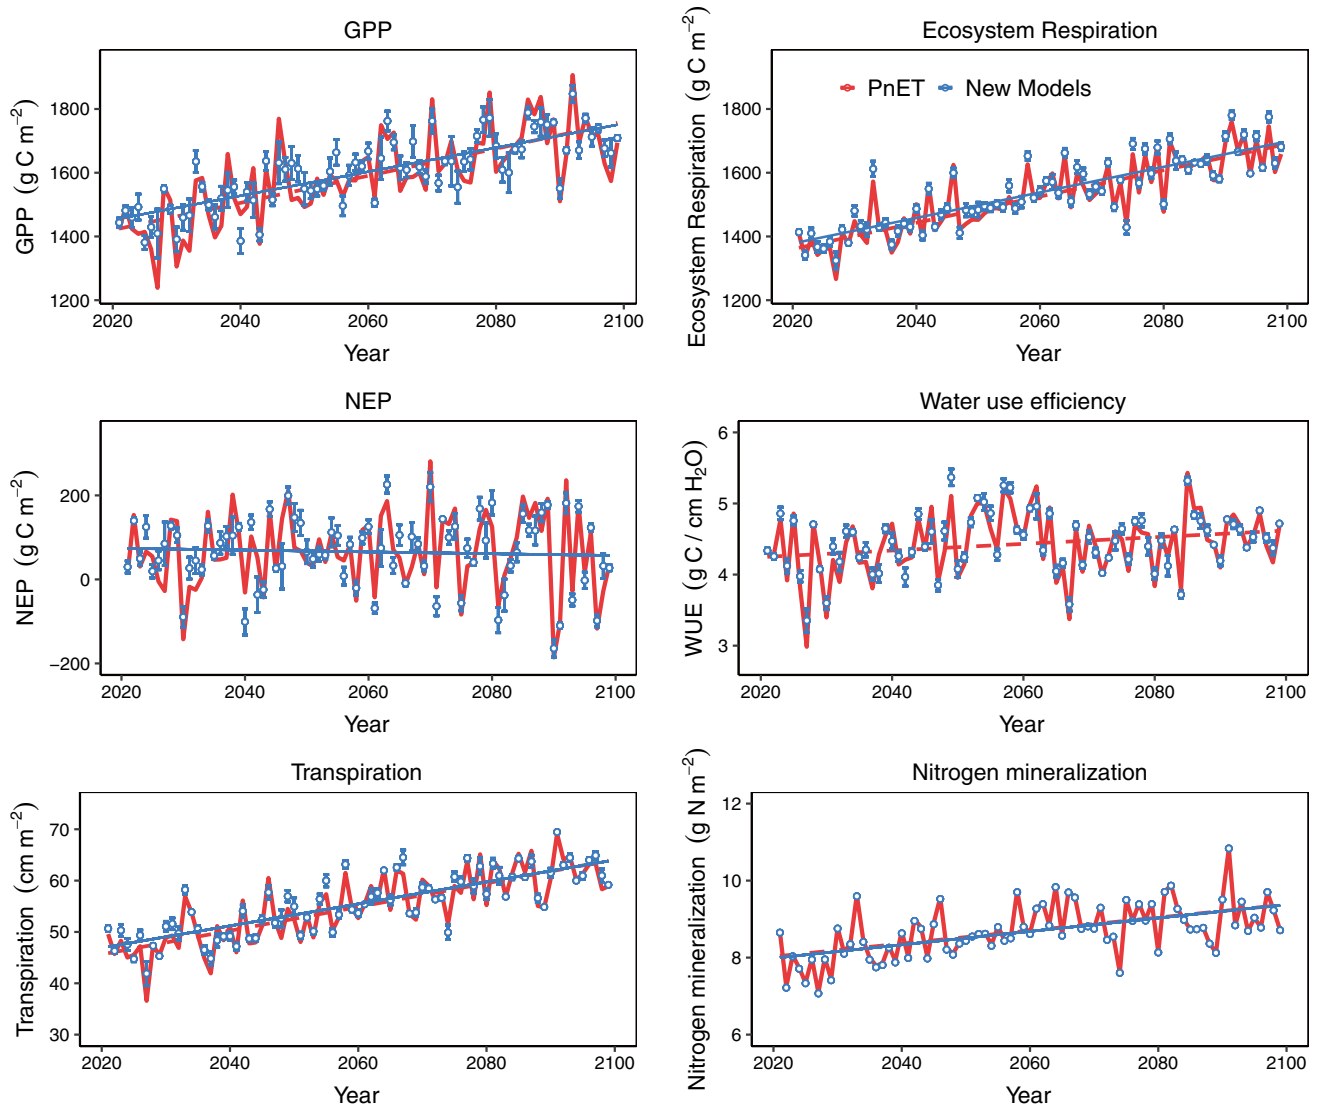 GPP
GPP (g C m−2)
1800
1600
1400
1200
2020 2040 2060 2080 2100
Year
Ecosystem Respiration
Ecosystem Respiration (g C m−2)
PnET New Models
1800
1600
1400
1200
2020 2040 2060 2080 2100
Year
NEP
NEP (g C m−2)
200
0
−200
2020 2040 2060 2080 2100
Year
Water use efficiency
WUE (g C / cm H2O)
6
5
4
3
2020 2040 2060 2080 2100
Year
Transpiration
Transpiration (cm m−2)
70
60
50
40
30
2020 2040 2060 2080 2100
Year
Nitrogen mineralization
Nitrogen mineralization (g N m−2)
12
10
8
6
2020 2040 2060 2080 2100
Year